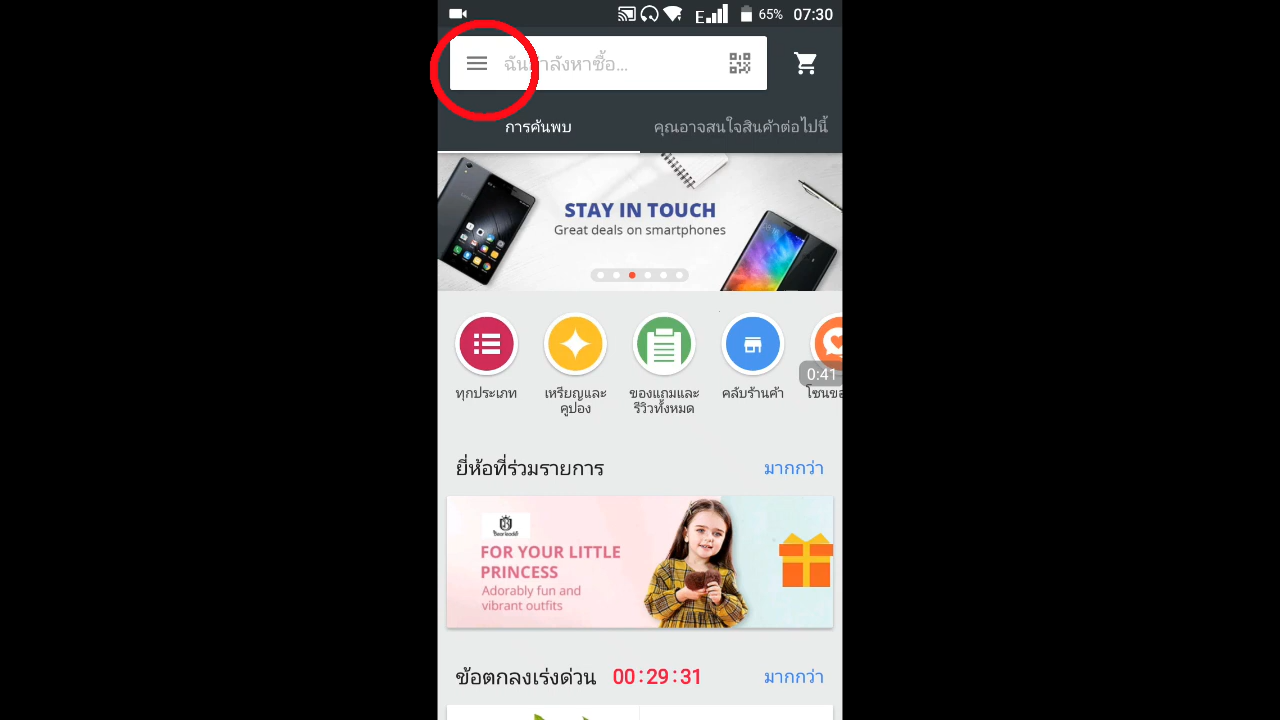 E 65% 07:30
ฉันกำลังหาซื้อ...
การค้นพบ
คุณอาจสนใจสินค้าต่อไปนี้
STAY IN TOUCH
Great deals on smartphones
0:41
ทุกประเภท
เหรียญและ
คูปอง
ของแถมและ
รีวิวทั้งหมด
คลับร้านค้า
ยี่ห้อที่ร่วมรายการ
มากกว่า
Bearleader
FOR YOUR LITTLE
PRINCESS
Adorably fun and
vibrant outfits
ข้อตกลงเร่งด่วน 00:29:31
มากกว่า